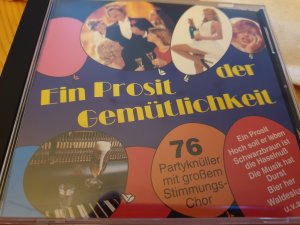 Ein Prosit der
Gemütlichkeit
76
Partyknüller
mit großem
Stimmungs-
Chor
Ein Prosit
Hoch soll er leben
Schwarzbraun ist
die Haselnuß
Die Musik hat
Durst
Bier her
Waldeslust
u.v.a.